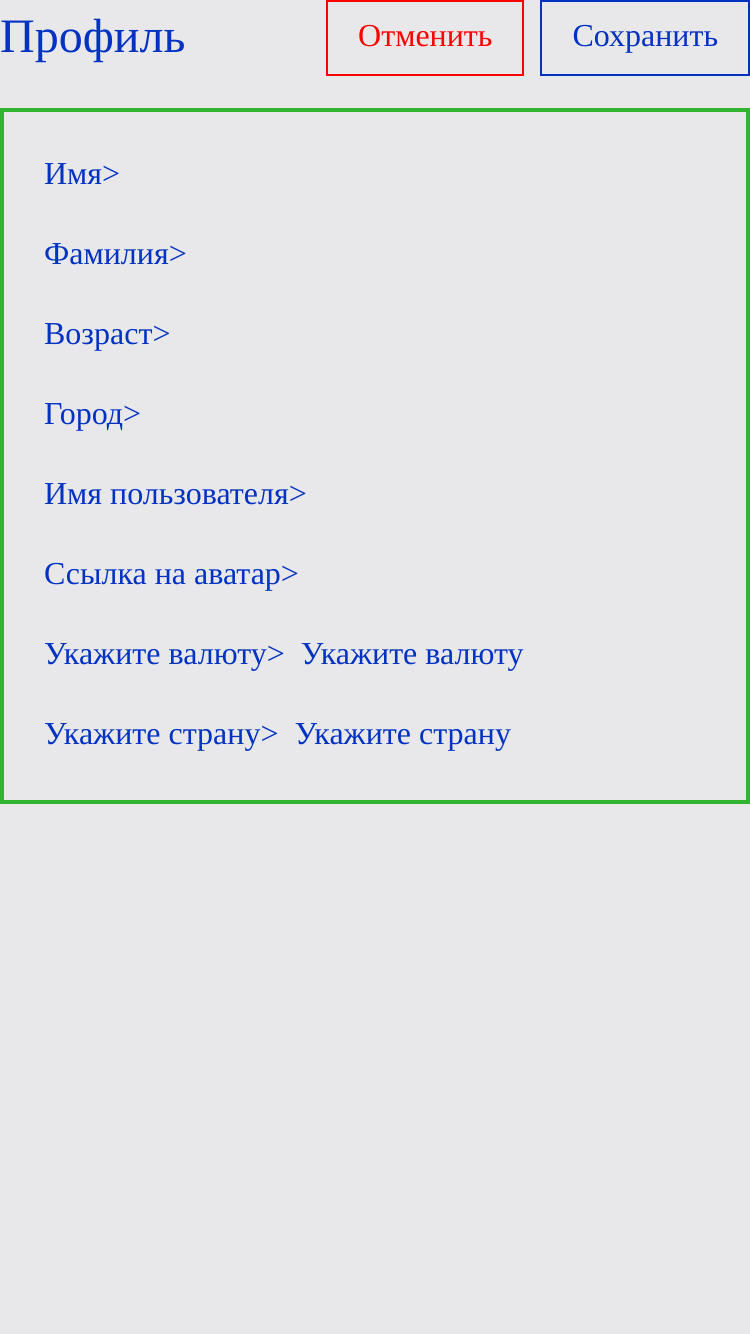 Профиль Отменить Сохранить
Имя>
Фамилия>
Возраст>
Город>
Имя пользователя>
Ссылка на аватар>
Укажите валюту> Укажите валюту
Укажите страну> Укажите страну